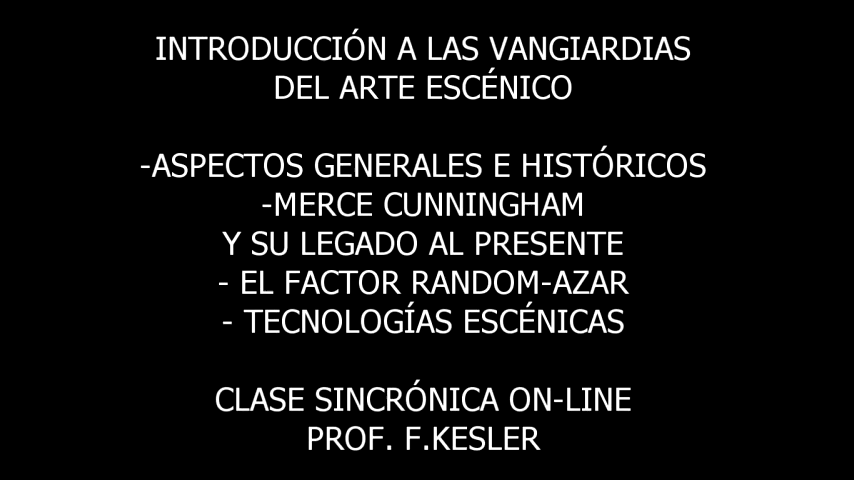 INTRODUCCIÓN A LAS VANGIARDIAS
DEL ARTE ESCÉNICO
-ASPECTOS GENERALES E HISTÓRICOS
-MERCE CUNNINGHAM
Y SU LEGADO AL PRESENTE
- EL FACTOR RANDOM-AZAR
- TECNOLOGÍAS ESCÉNICAS
CLASE SINCRÓNICA ON-LINE
PROF. F.KESLER